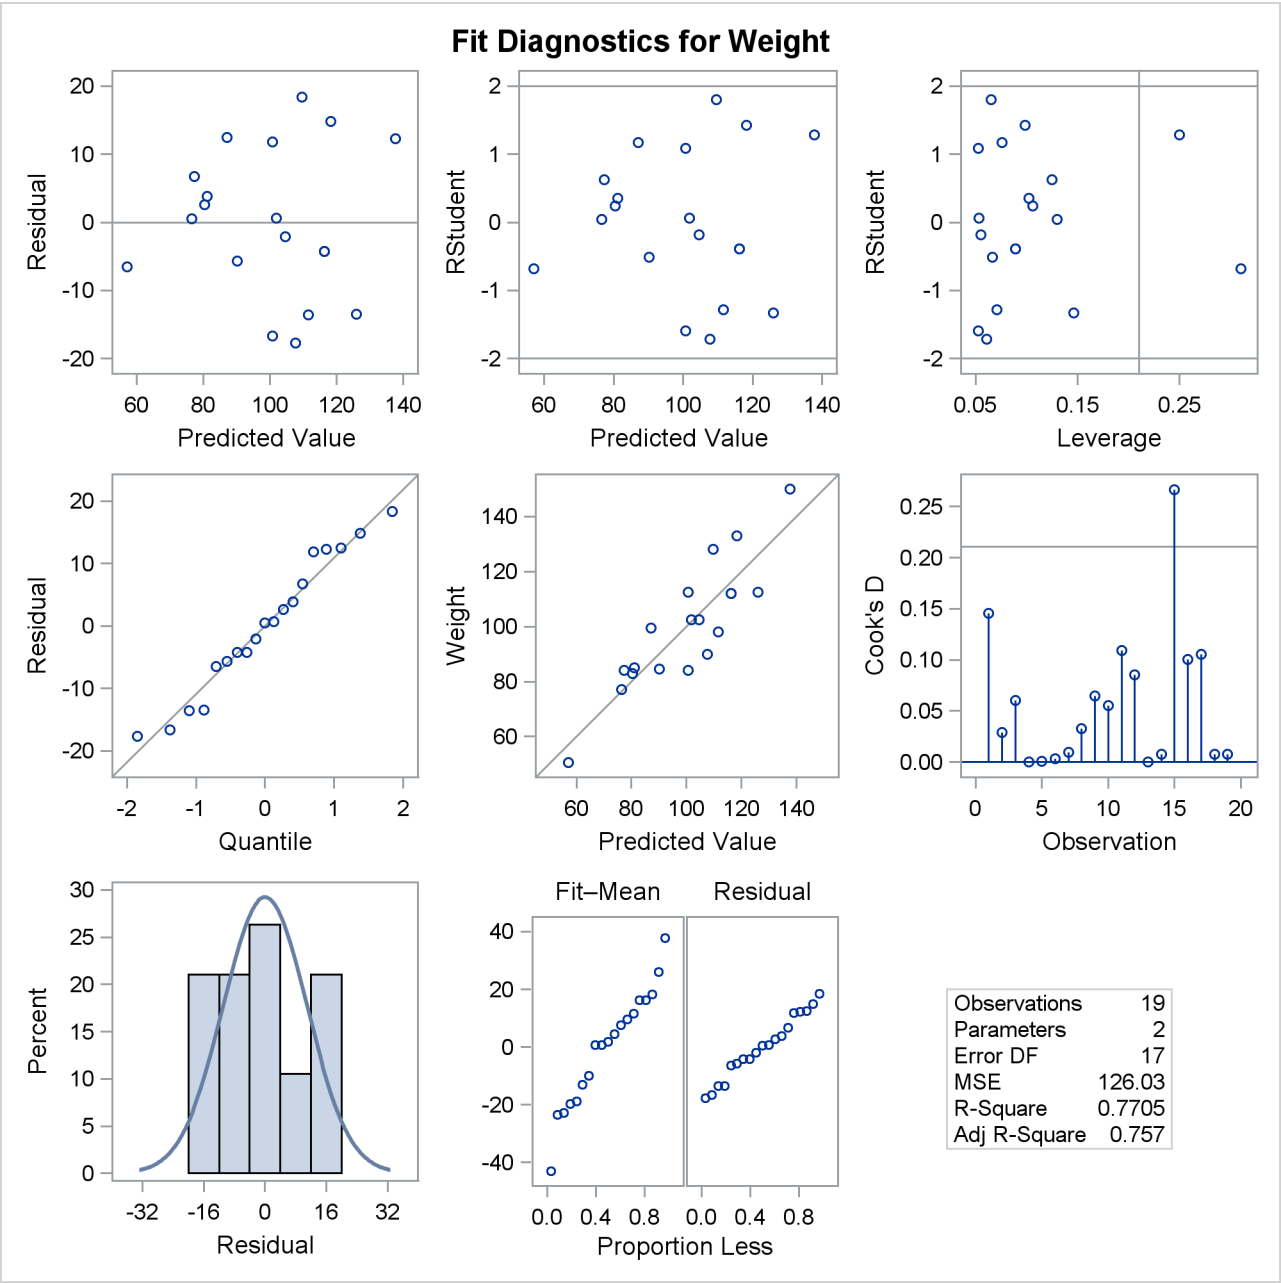 Fit Diagnostics for Weight
20
10
0
-10
-20
Residual
60 80 100 120 140
Predicted Value
2
1
0
-1
-2
RStudent
60 80 100 120 140
Predicted Value
2
1
0
-1
-2
RStudent
0.05 0.15 0.25
Leverage
20
10
0
-10
-20
Residual
-2 -1 0 1 2
Quantile
140
120
100
80
60
Weight
60 80 100 120 140
Predicted Value
0.25
0.20
0.15
0.10
0.05
0.00
Cook's D
0 5 10 15 20
Observation
30
25
20
15
10
5
0
Percent
-32 -16 0 16 32
Residual
Fit–Mean Residual
40
20
0
-20
-40
0.0 0.4 0.8 0.0 0.4 0.8
Proportion Less
Observations 19
Parameters 2
Error DF 17
MSE 126.03
R-Square 0.7705
Adj R-Square 0.757